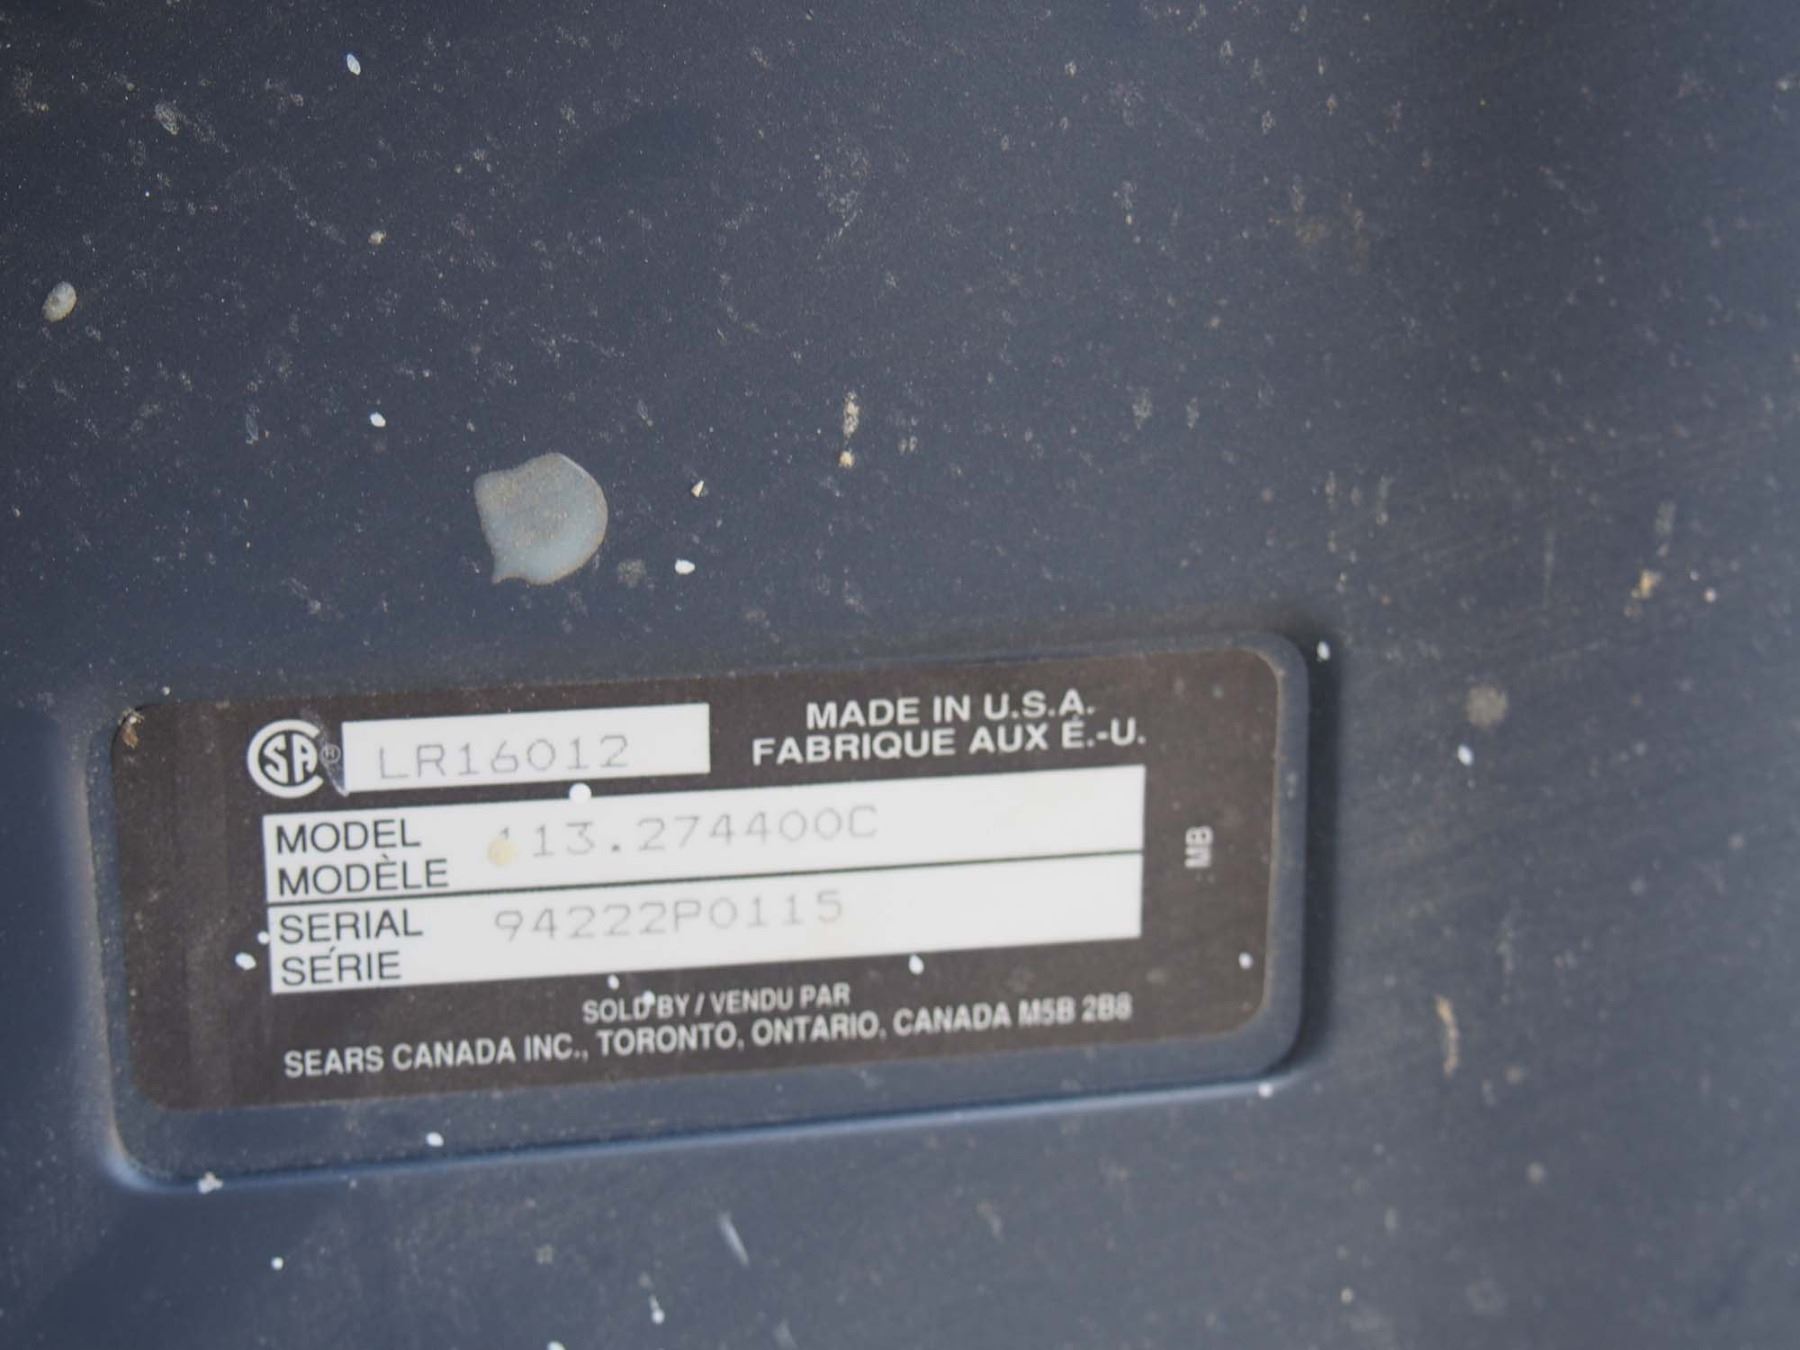 SA® LR16012
MADE IN U.S.A.
FABRIQUE AUX É.-U.
MODEL 113.274400C
MODÈLE
SERIAL 94222P0115
SÉRIE
MB
SOLD BY / VENDU PAR
SEARS CANADA INC., TORONTO, ONTARIO, CANADA M5B 2B8